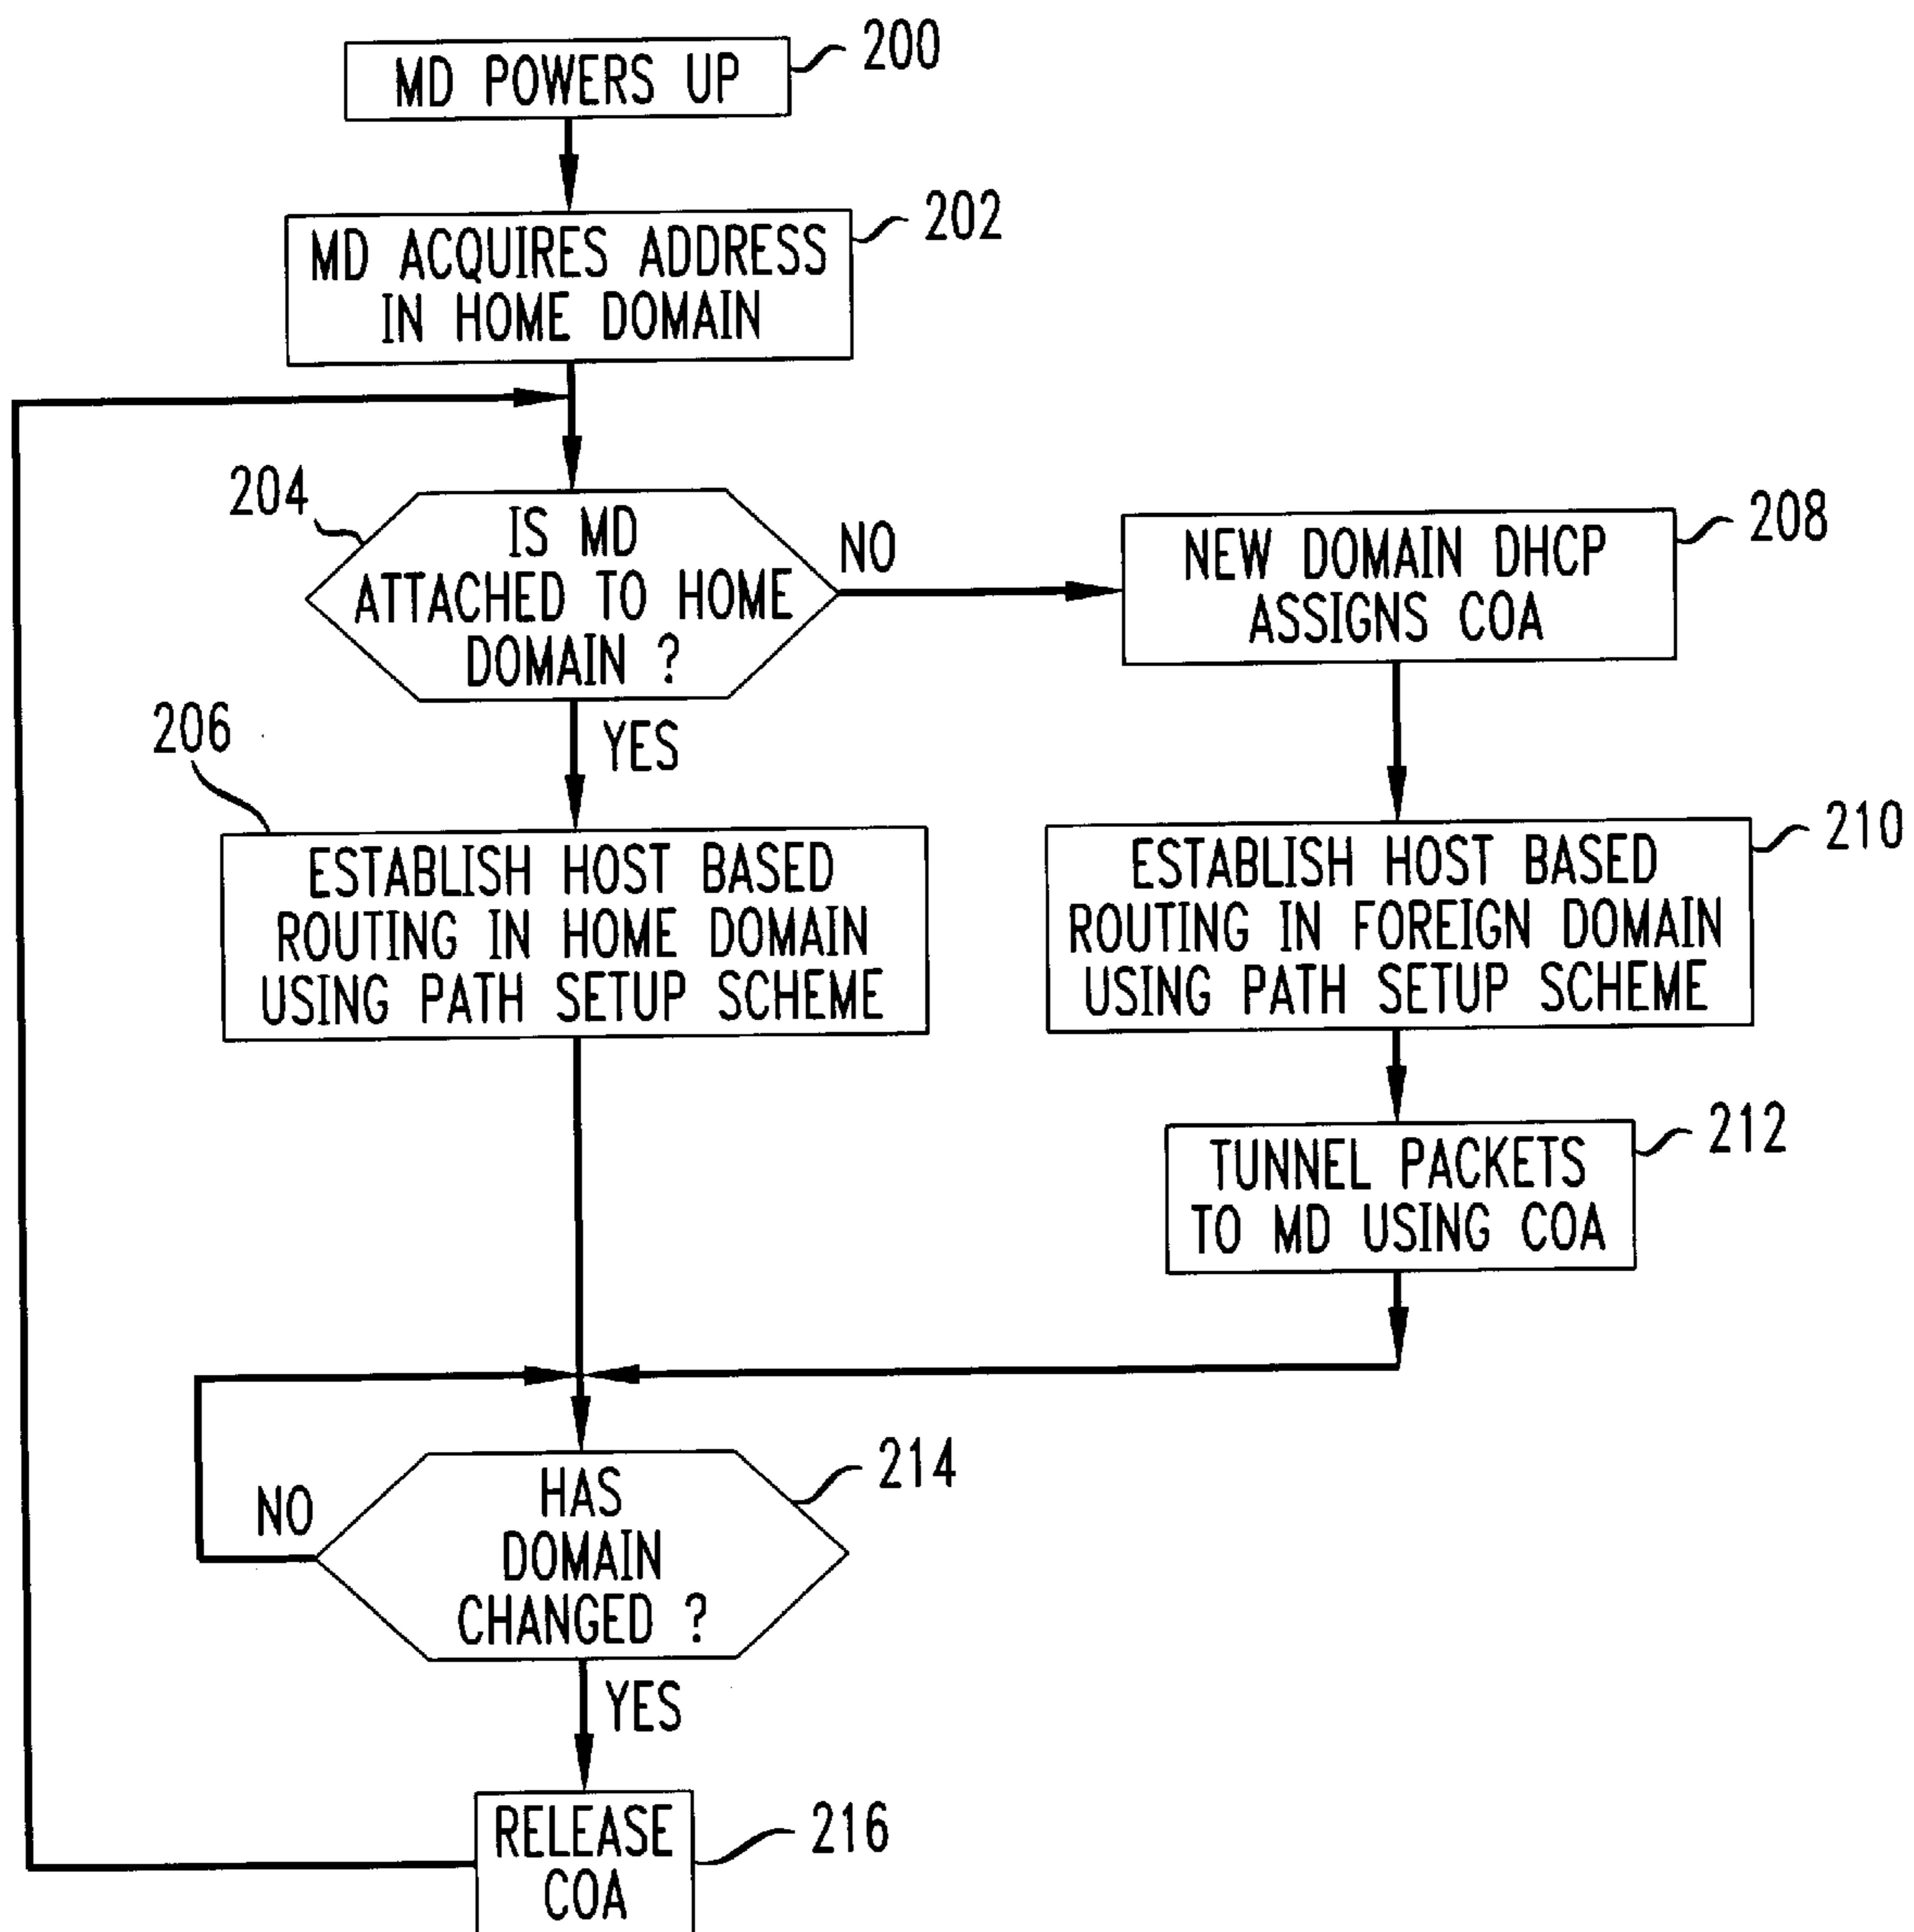 MD POWERS UP
200
MD ACQUIRES ADDRESS
IN HOME DOMAIN
202
204
IS MD
ATTACHED TO HOME
DOMAIN ?
NO
NEW DOMAIN DHCP
ASSIGNS COA
208
YES
206
ESTABLISH HOST BASED
ROUTING IN HOME DOMAIN
USING PATH SETUP SCHEME
ESTABLISH HOST BASED
ROUTING IN FOREIGN DOMAIN
USING PATH SETUP SCHEME
210
TUNNEL PACKETS
TO MD USING COA
212
HAS
DOMAIN
CHANGED ?
214
NO
YES
RELEASE
COA
216